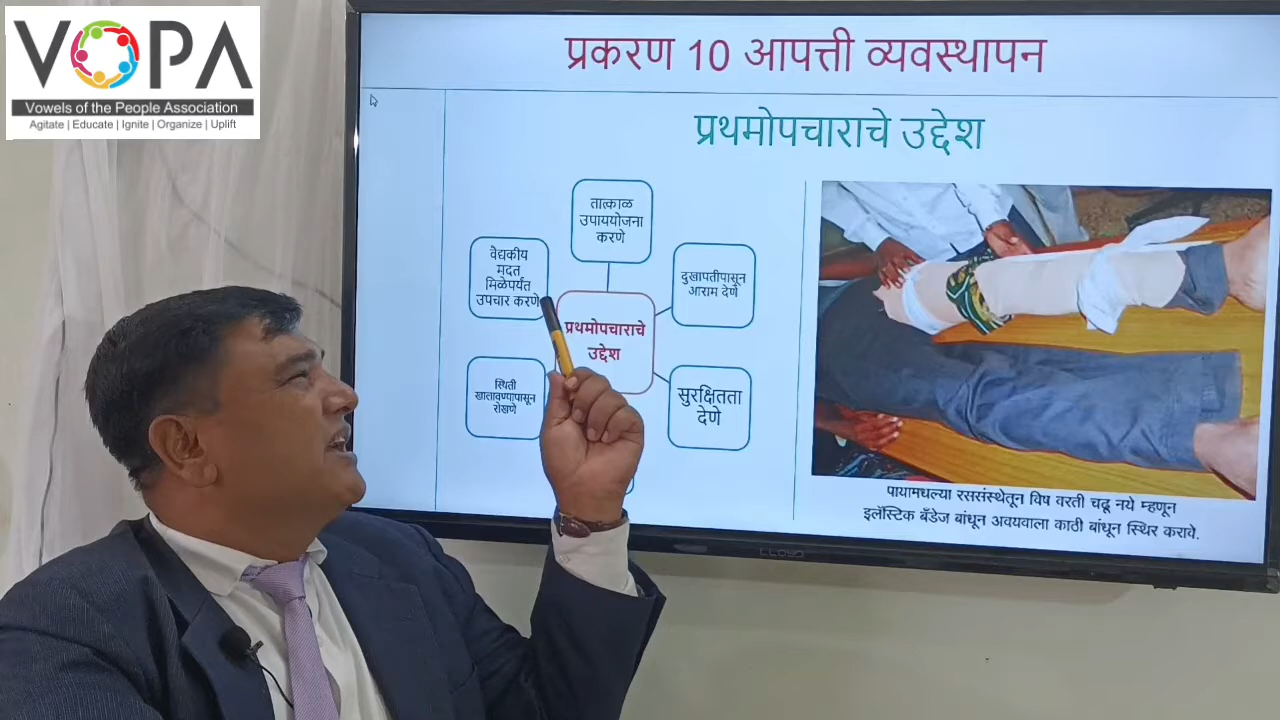 VOPA
Vowels of the People Association
Agitate | Educate | Ignite | Organize | Uplift
प्रकरण 10 आपत्ती व्यवस्थापन
प्रथमोपचाराचे उद्देश
तात्काळ
उपाययोजना
करणे
वेद्यकीय
मदत
मिळेपर्यंत
उपचार करणे
दुखापतीपासून
आराम देणे
प्रथमोपचाराचे
उद्देश
स्थिती
खालावण्यापासून
रोखणे
सुरक्षितता
देणे
पायामधल्या रससंस्थेतून विष वरती चढू नये म्हणून
इलॅस्टिक बँडेज बांधून अवयवाला काठी बांधून स्थिर करावे.
LLOYD